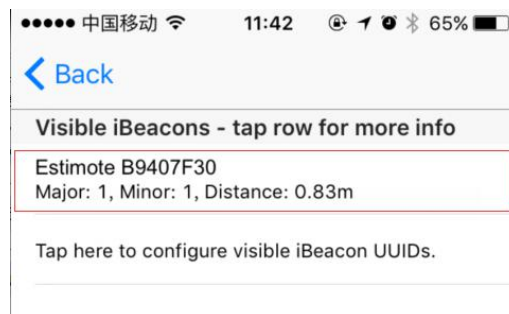 中国移动 11:42 65%
Back
Visible iBeacons - tap row for more info
Estimote B9407F30
Major: 1, Minor: 1, Distance: 0.83m
Tap here to configure visible iBeacon UUIDs.